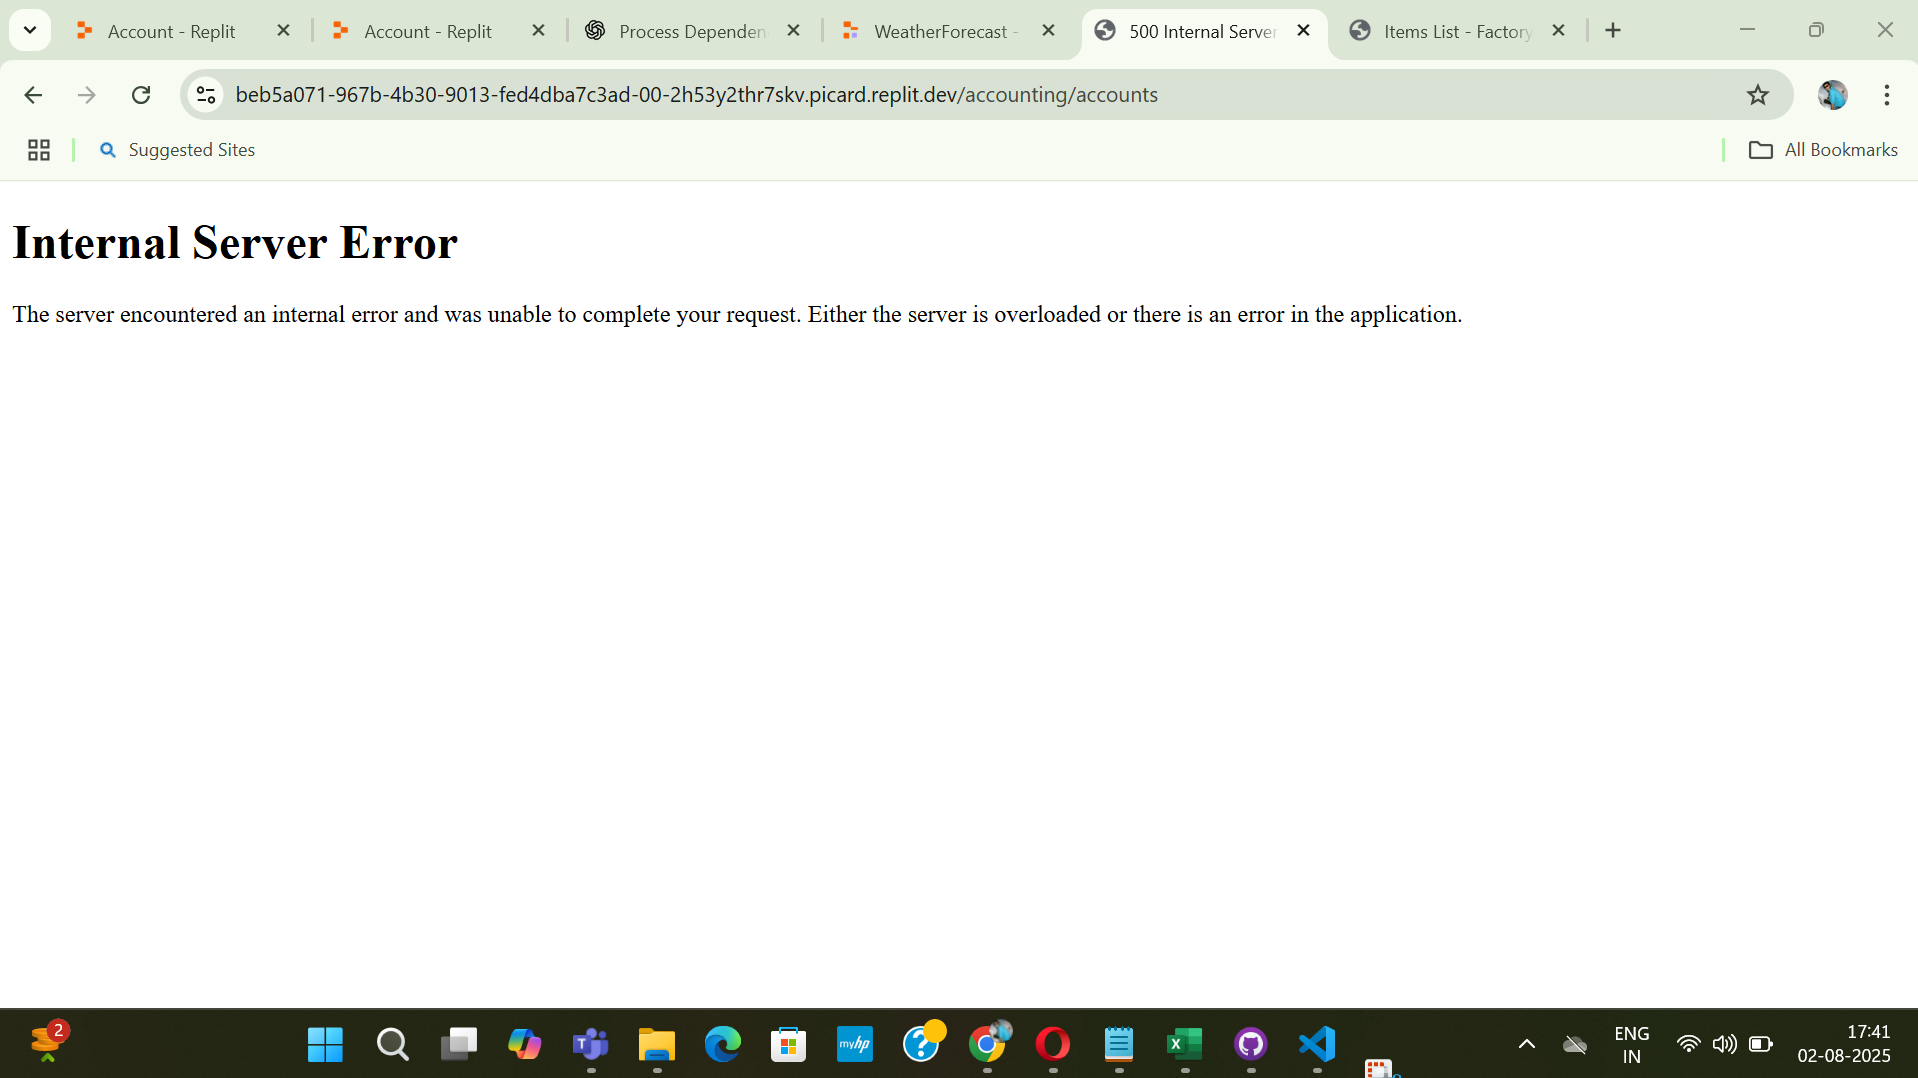 Account - Replit
Account - Replit
Process Dependen
WeatherForecast -
500 Internal Server
Items List - Factory
beb5a071-967b-4b30-9013-fed4dba7c3ad-00-2h53y2thr7skv.picard.replit.dev/accounting/accounts
Suggested Sites
All Bookmarks
Internal Server Error
The server encountered an internal error and was unable to complete your request. Either the server is overloaded or there is an error in the application.
2
myhp
ENG
IN
17:41
02-08-2025